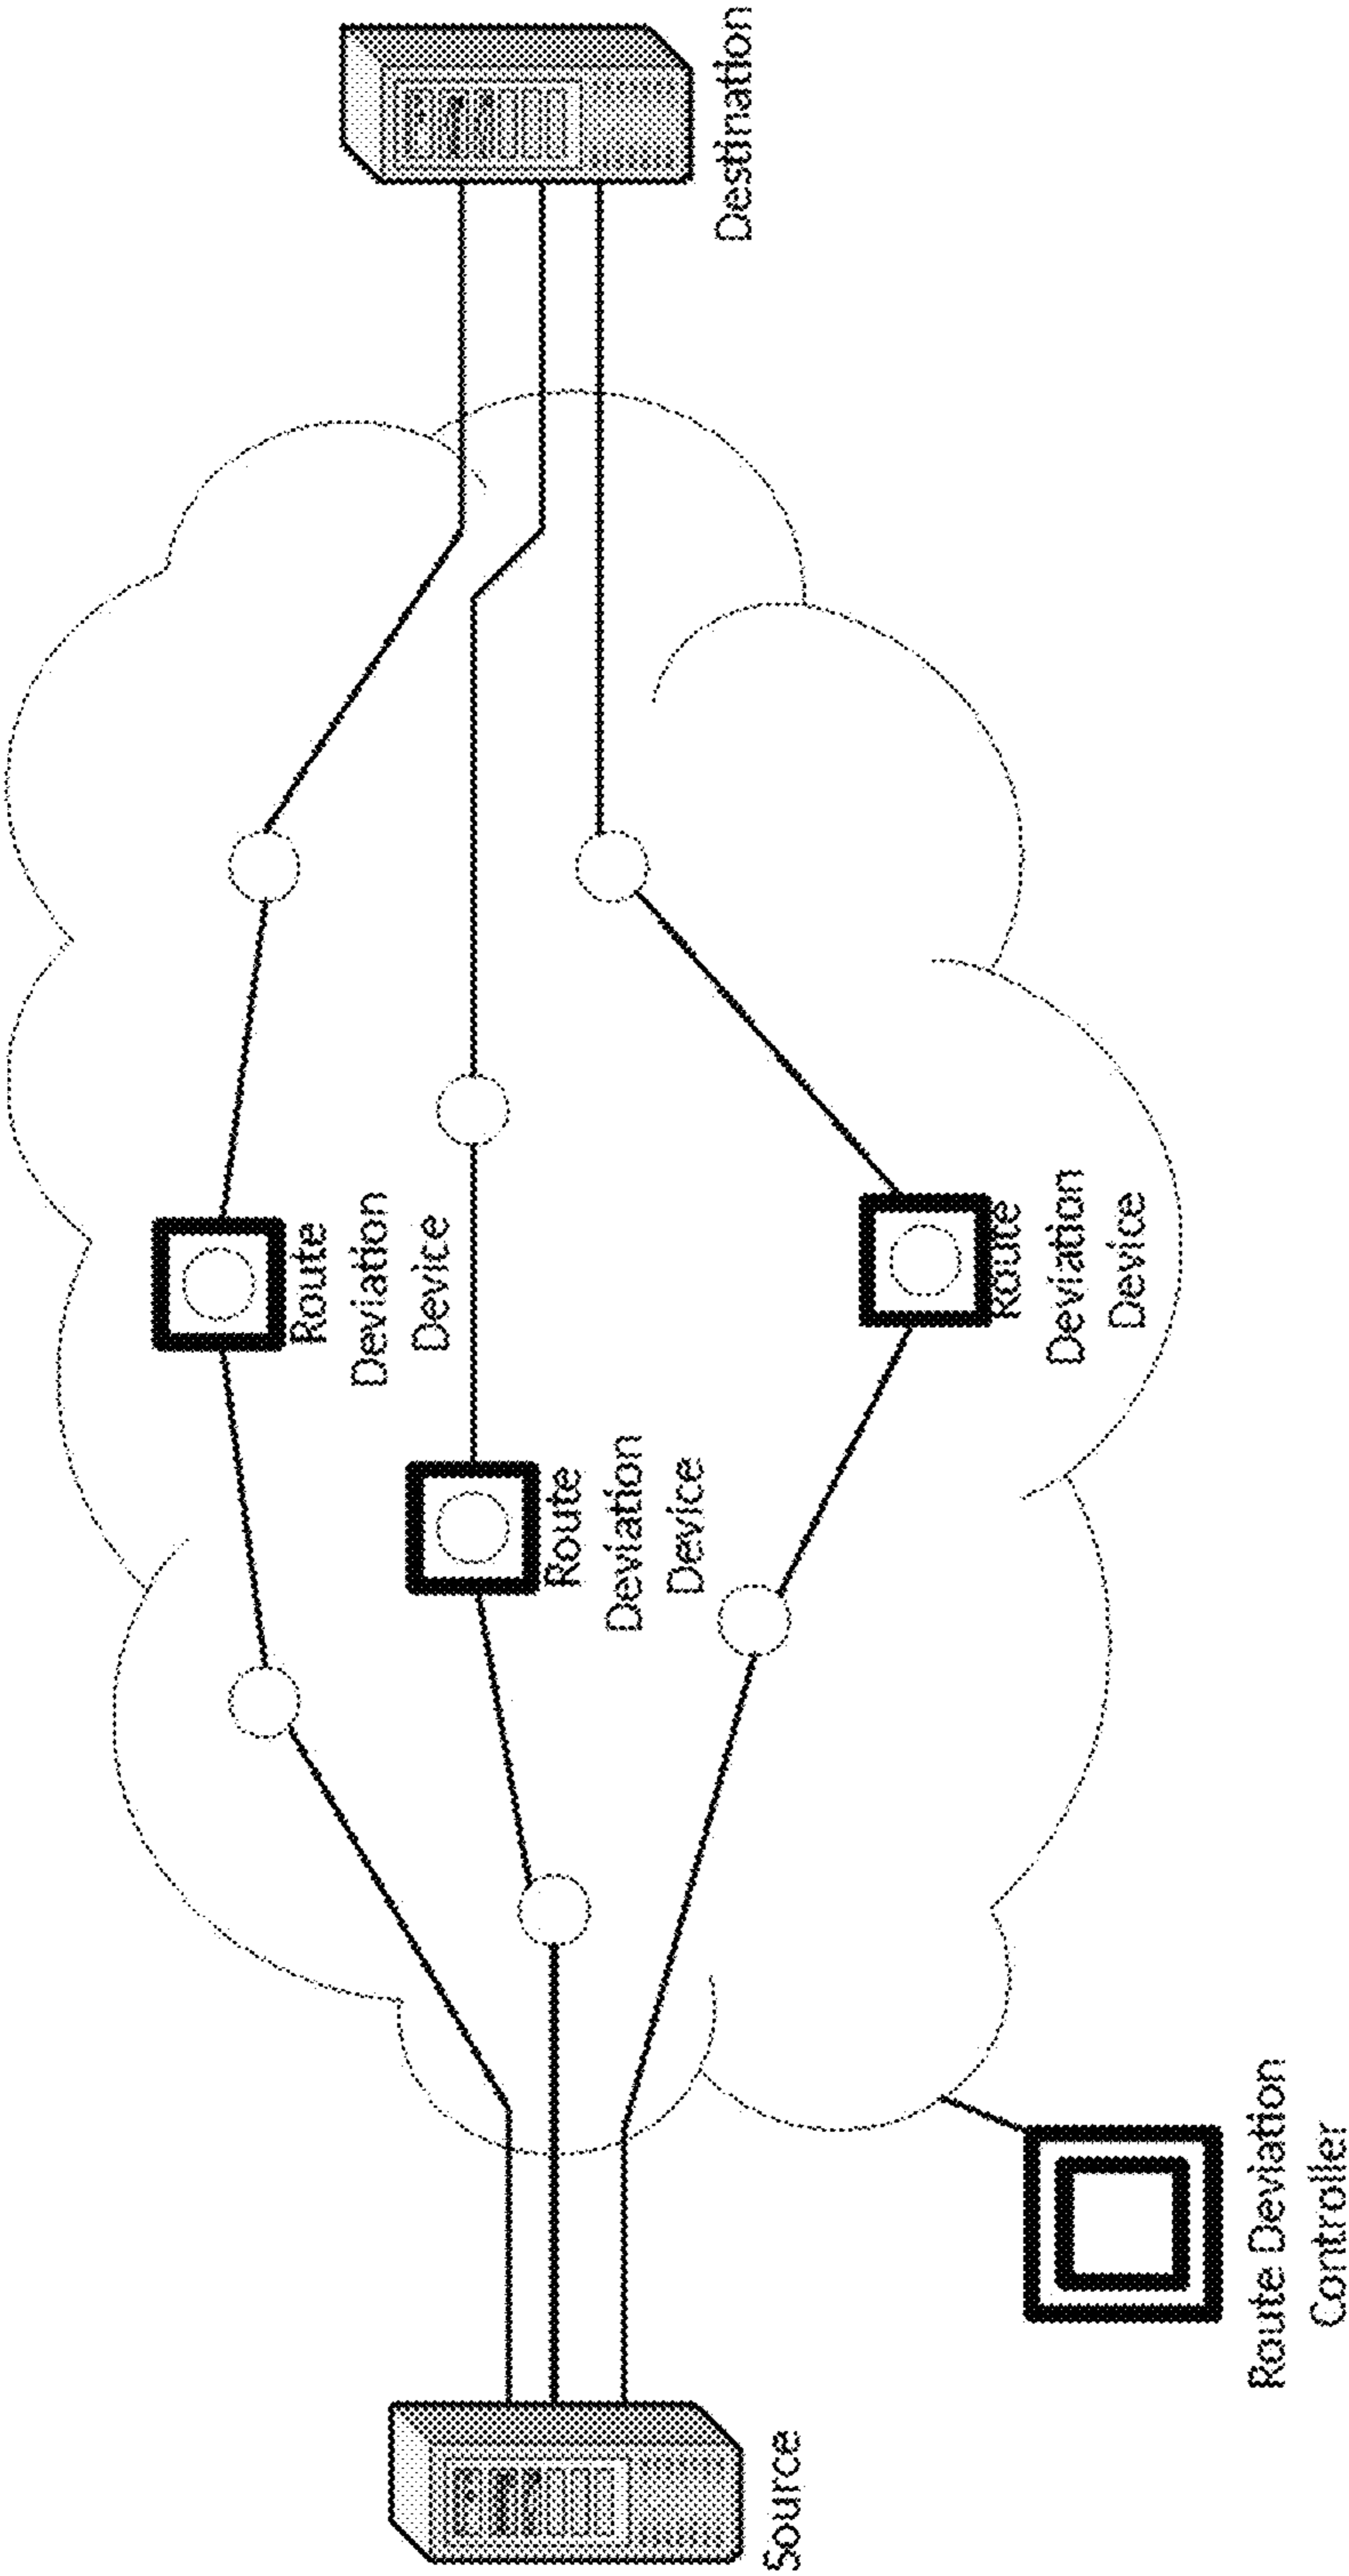 Route
Deviation
Device
Route
Deviation
Device
Destination
Source
Route
Deviation
Device
Route Deviation
Controller